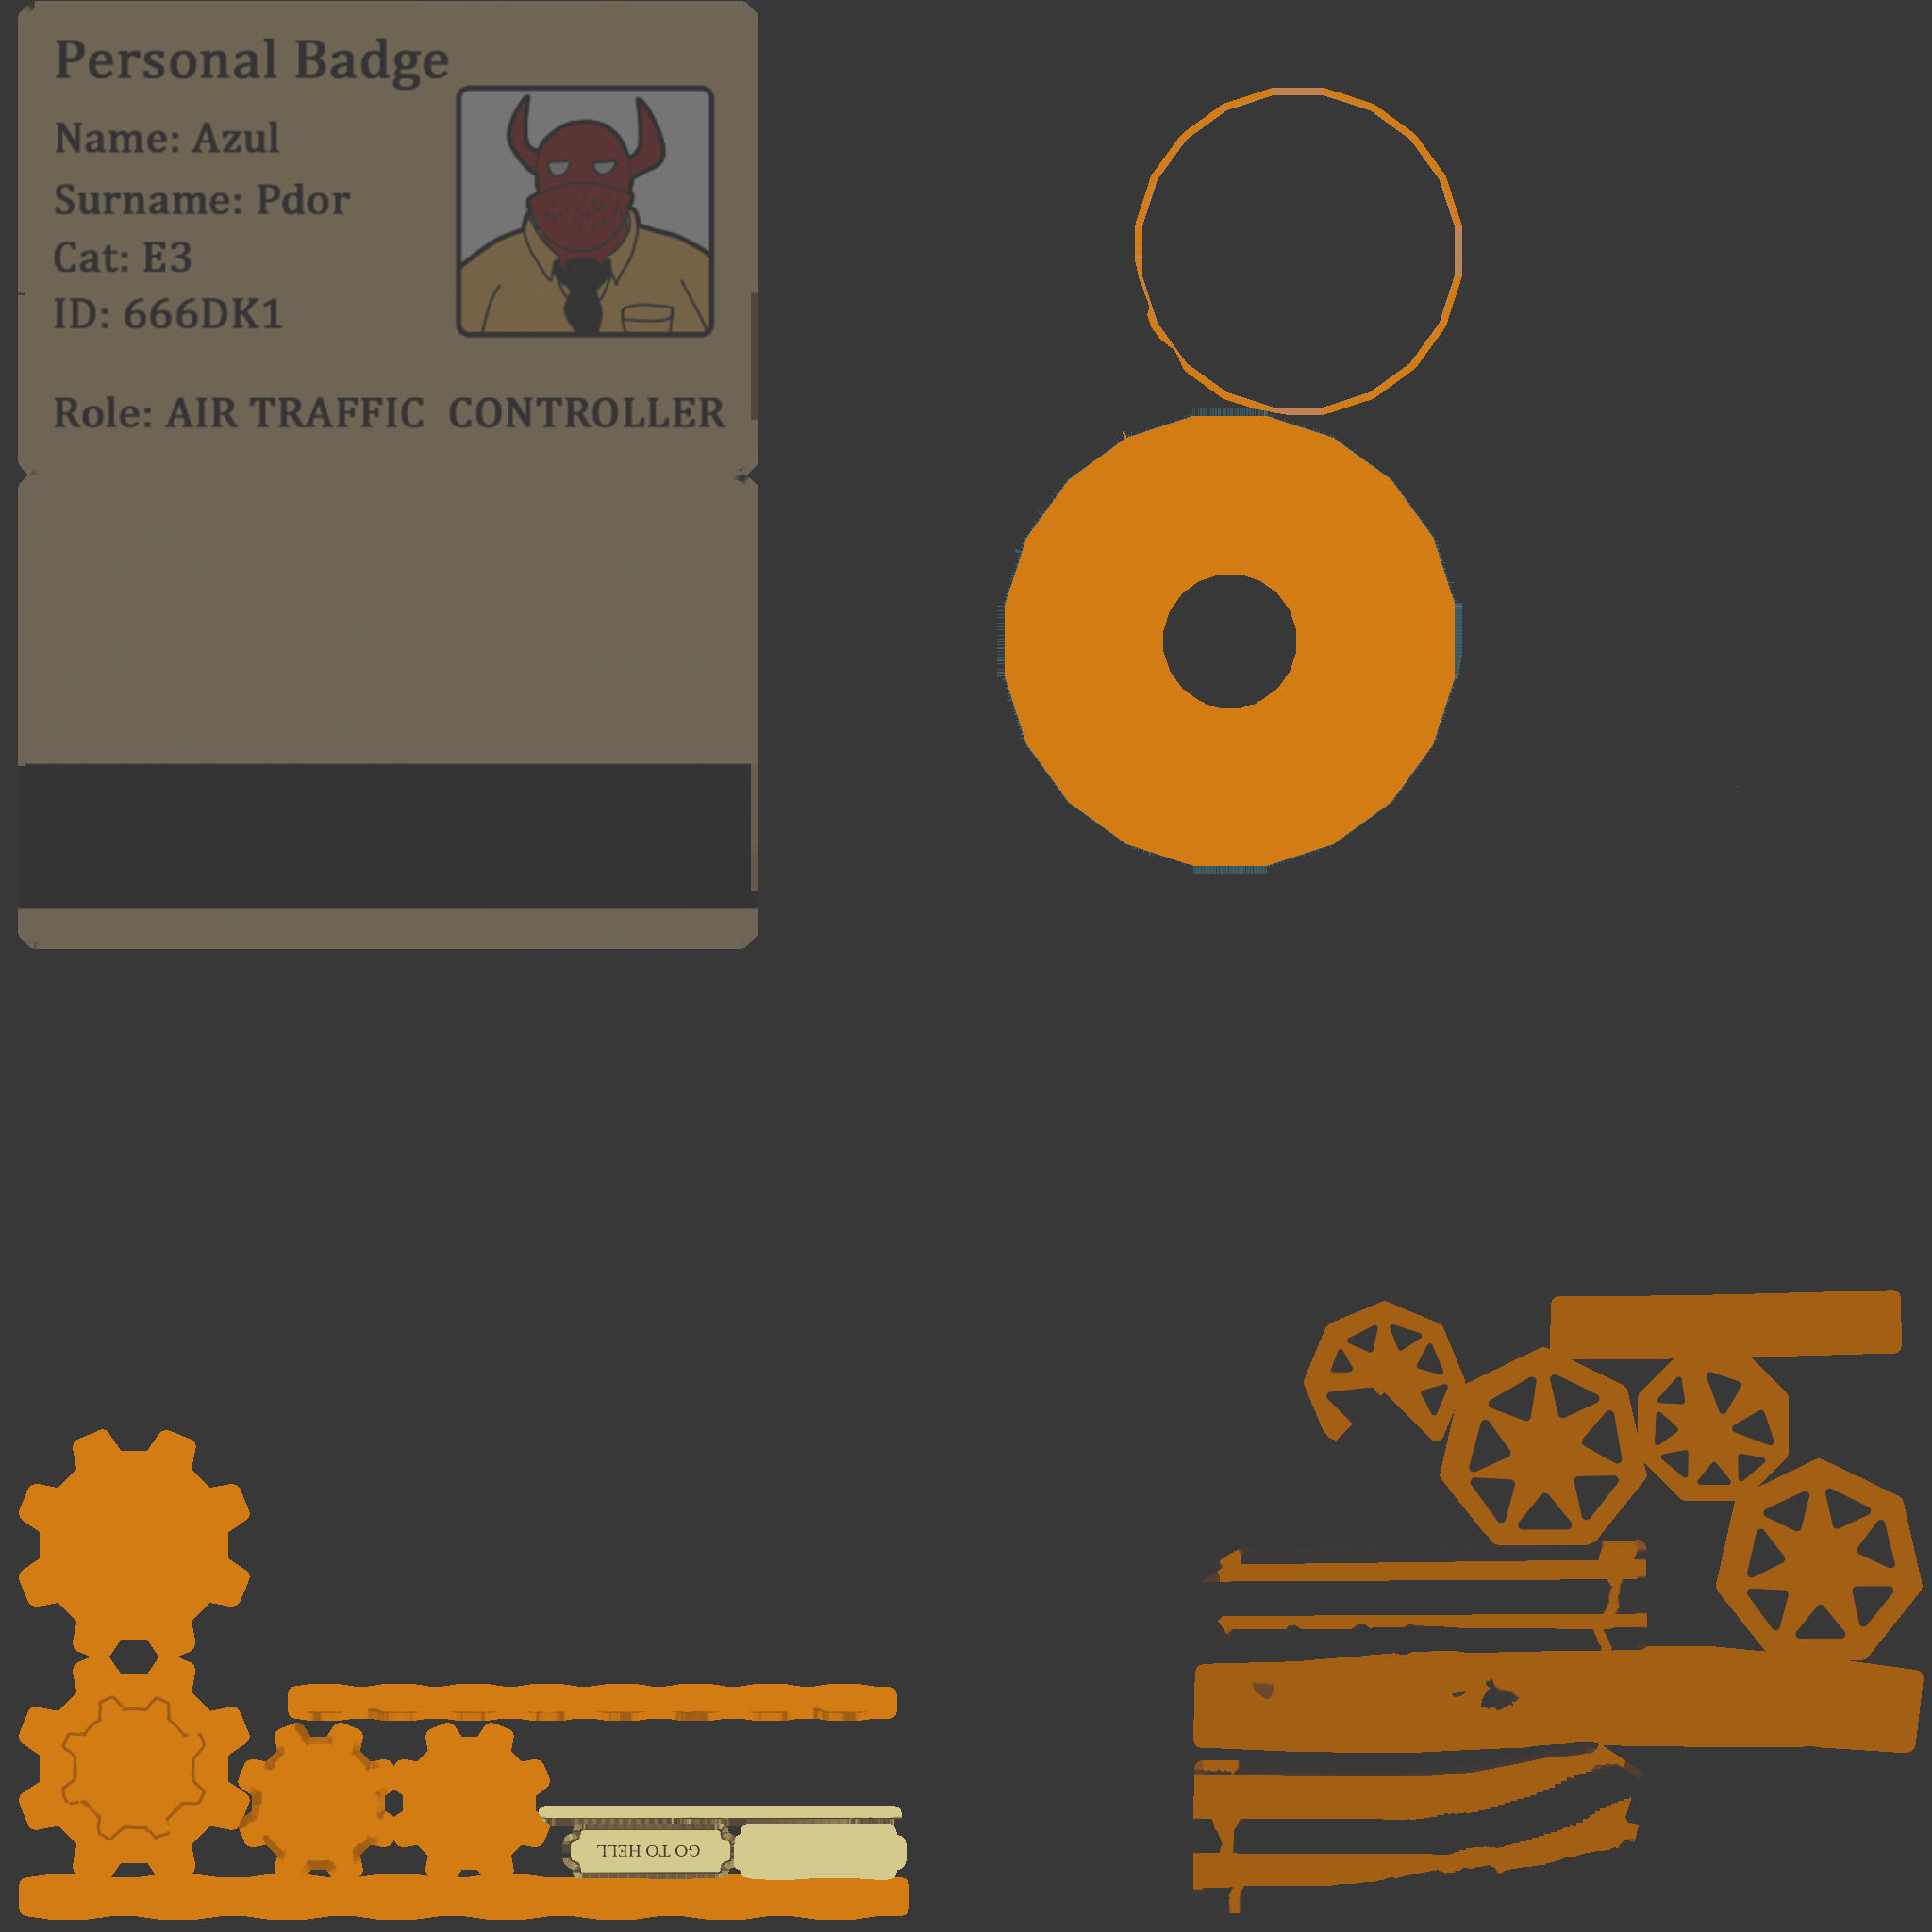 Personal Badge
Name: Azul
Surname: Pdor
Cat: E3
ID: 666DK1
Role: AIR TRAFFIC CONTROLLER
GO TO HELL